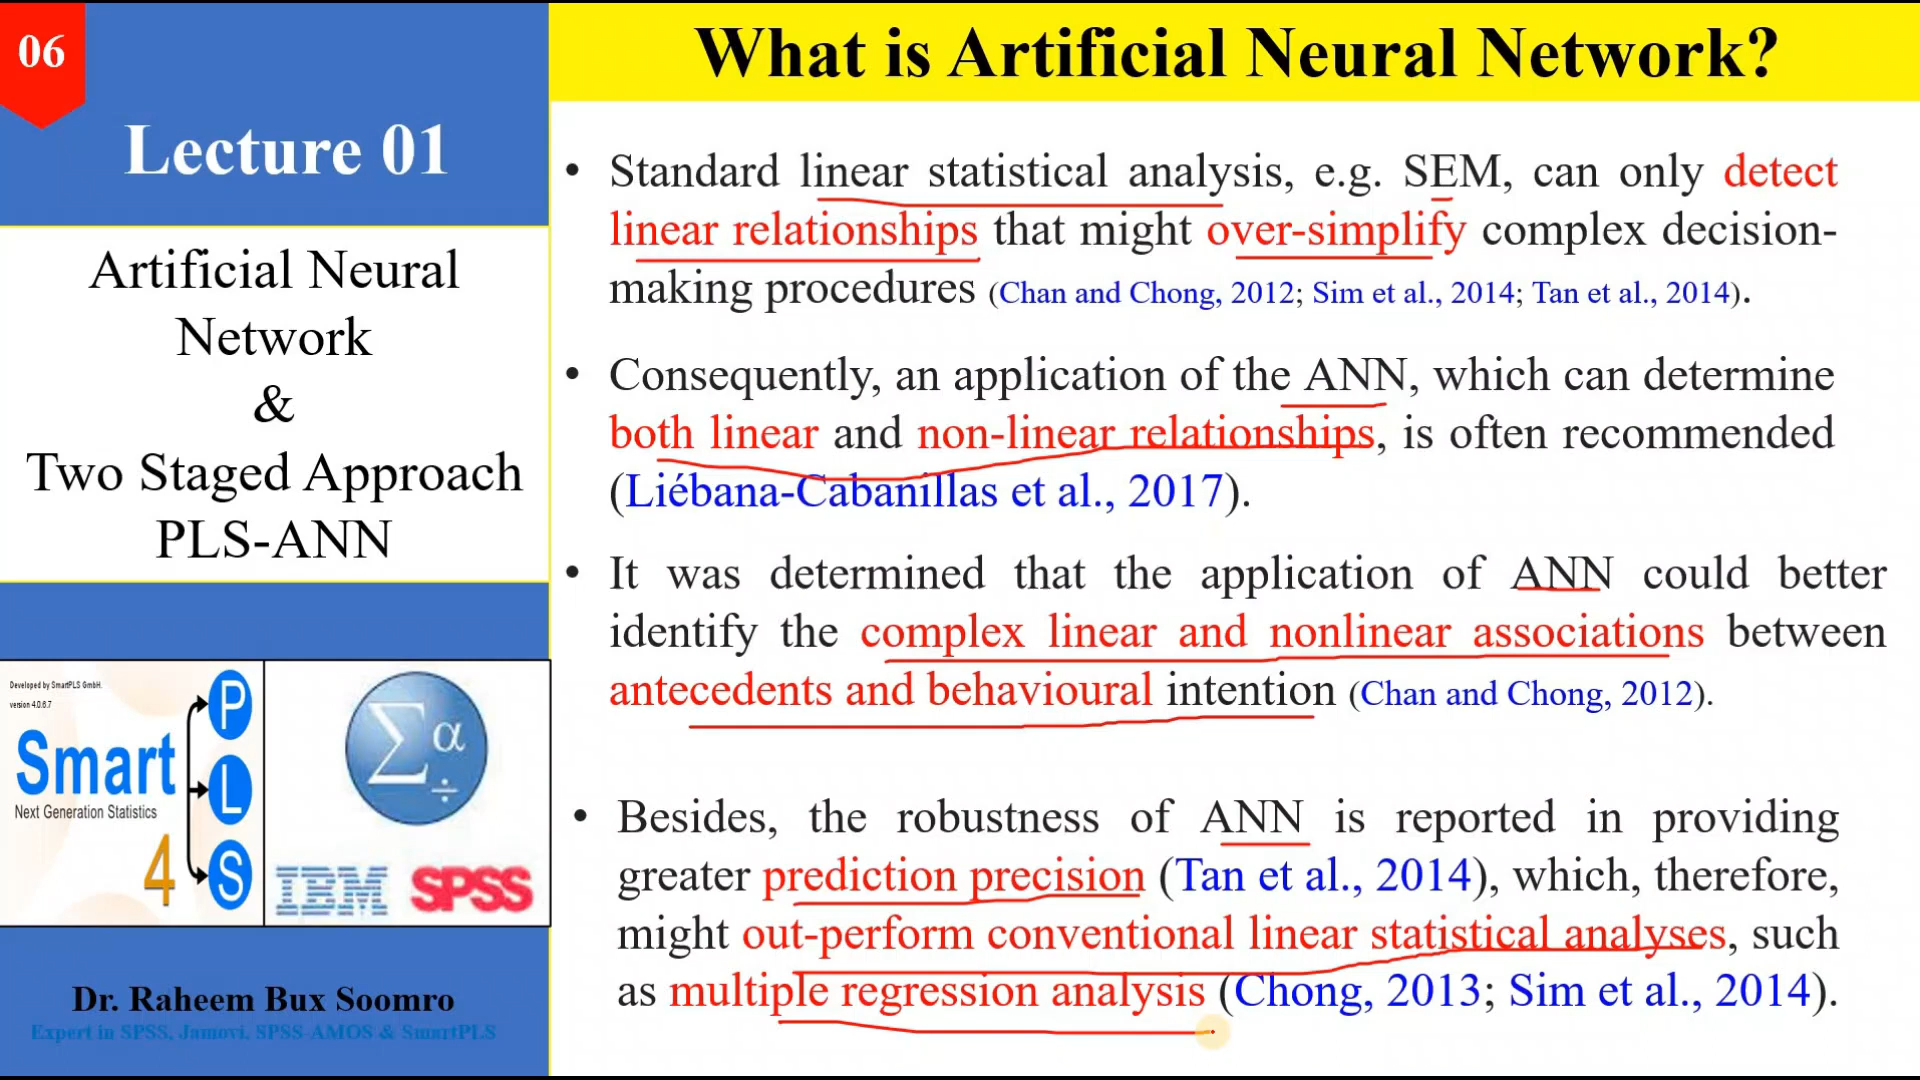 06
Lecture 01
Artificial Neural
Network
&
Two Staged Approach
PLS-ANN
Developed by SmartPLS GmbH.
version 4.0.6.7
Smart
Next Generation Statistics
4
P
L
S
Σ α
÷
IBM SPSS
Dr. Raheem Bux Soomro
Expert in SPSS, Jamovi, SPSS AMOS & SmartPLS
What is Artificial Neural Network?
• Standard linear statistical analysis, e.g. SEM, can only detect
linear relationships that might over-simplify complex decision-
making procedures (Chan and Chong, 2012; Sim et al., 2014; Tan et al., 2014).
• Consequently, an application of the ANN, which can determine
both linear and non-linear relationships, is often recommended
(Liébana-Cabanillas et al., 2017).
• It was determined that the application of ANN could better
identify the complex linear and nonlinear associations between
antecedents and behavioural intention (Chan and Chong, 2012).
• Besides, the robustness of ANN is reported in providing
greater prediction precision (Tan et al., 2014), which, therefore,
might out-perform conventional linear statistical analyses, such
as multiple regression analysis (Chong, 2013; Sim et al., 2014).